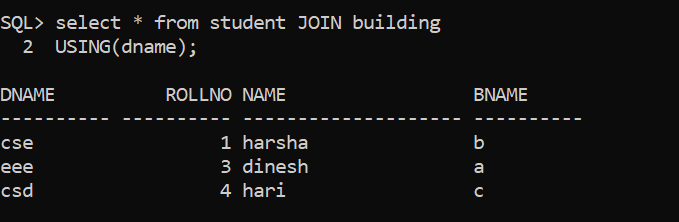 SQL> select * from student JOIN building
  2  USING(dname);
DNAME          ROLLNO NAME                 BNAME
---------- ---------- -------------------- ----------
cse                 1 harsha               b
eee                 3 dinesh               a
csd                 4 hari                 c